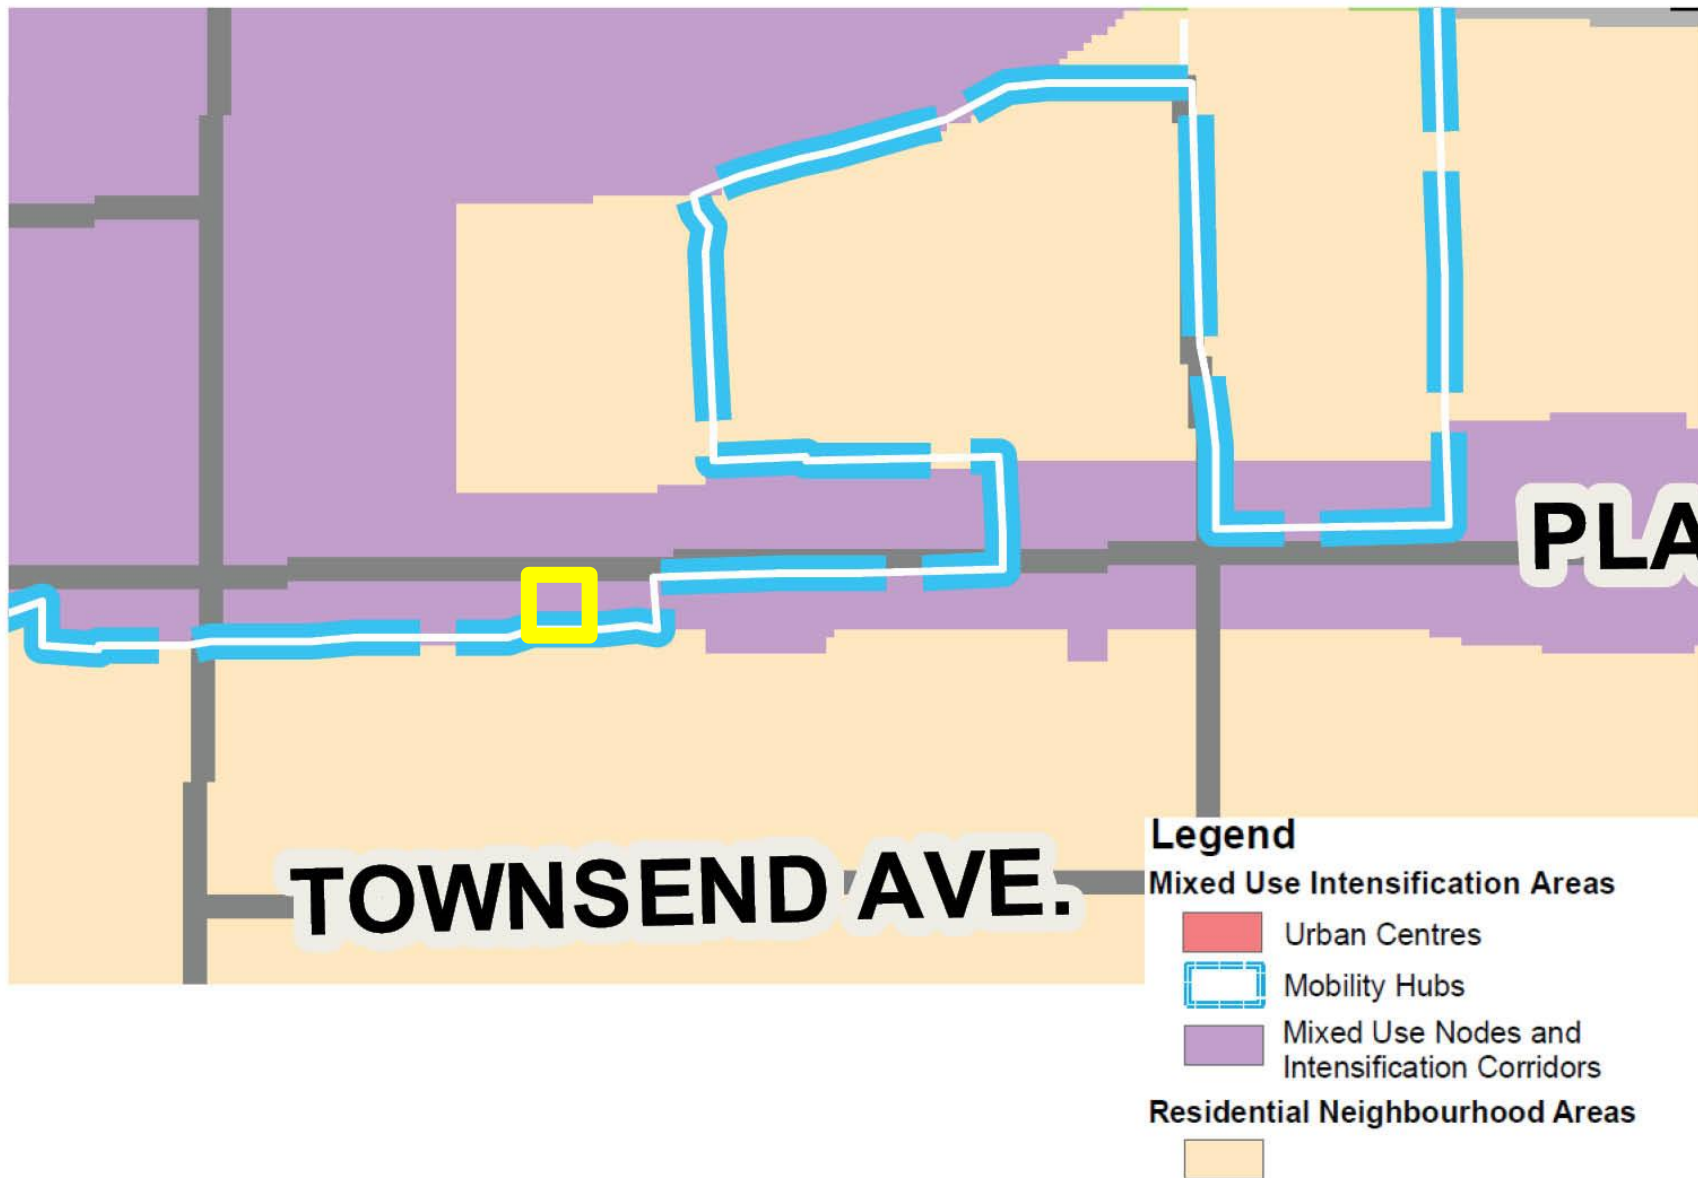 PLA
TOWNSEND AVE.
Legend
Mixed Use Intensification Areas
Urban Centres
Mobility Hubs
Mixed Use Nodes and
Intensification Corridors
Residential Neighbourhood Areas